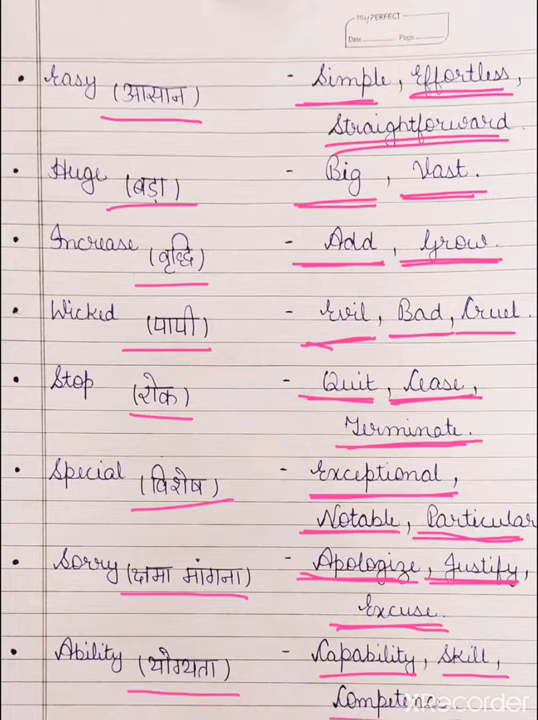 My PERFECT
Date Page
• Easy (आसान) - Simple, Effortless,
Straightforward.
• Huge (बड़ा) - Big, Vast.
• Increase (वृद्धि) - Add, Grow.
• Wicked (पापी) - Evil, Bad, Cruel.
• Stop (रोक) - Quit, Cease,
Terminate.
• Special (विशेष) - Exceptional,
Notable, Particular
• Sorry (क्षमा मांगना) - Apologize, Justify,
Excuse.
• Ability (योग्यता) - Capability, Skill,
XRecorder